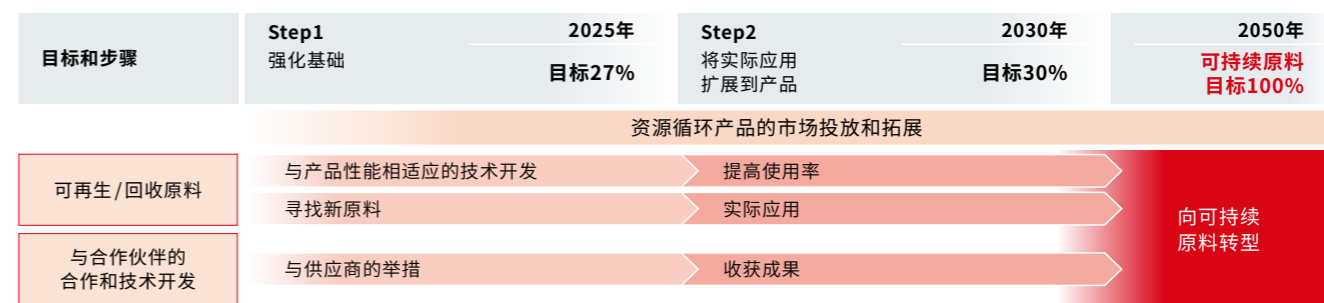 目标和步骤
Step1
强化基础
2025年
目标27%
Step2
将实际应用
扩展到产品
2030年
目标30%
2050年
可持续原料
目标100%
资源循环产品的市场投放和拓展
可再生/回收原料
与产品性能相适应的技术开发
提高使用率
寻找新原料
实际应用
与合作伙伴的
合作和技术开发
与供应商的举措
收获成果
向可持续
原料转型